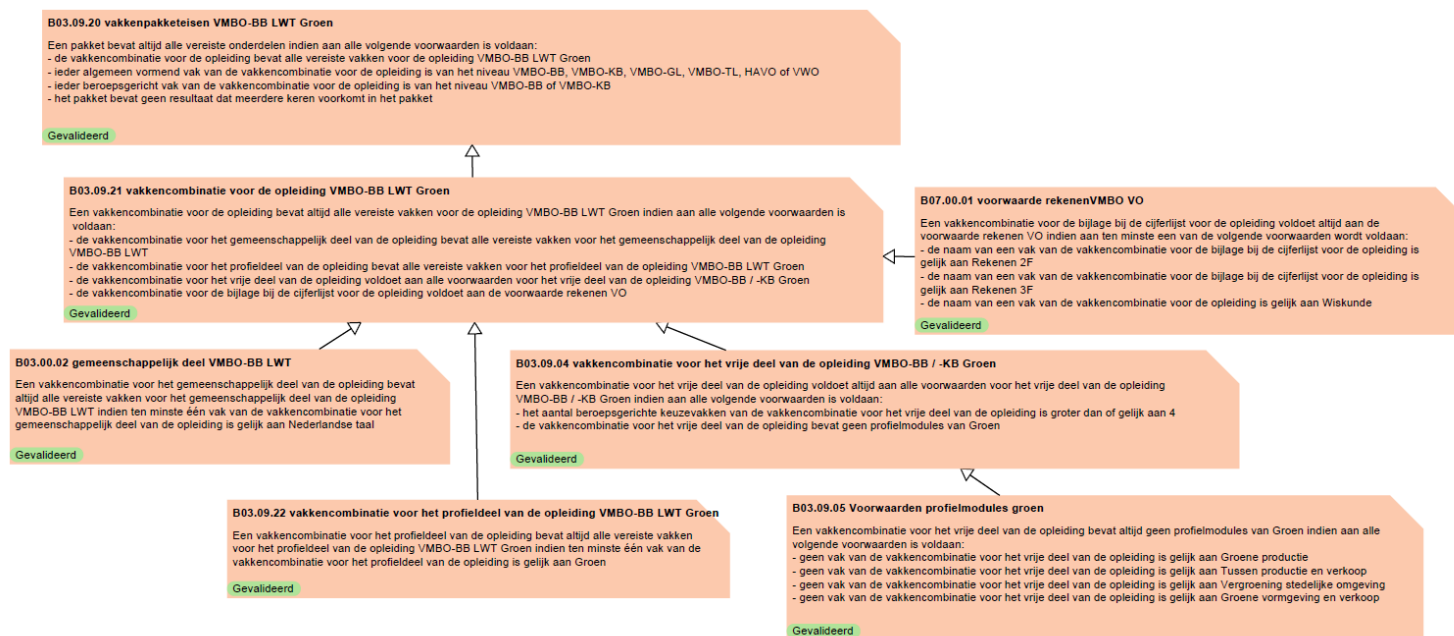 B03.09.20 vakkenpakketeisen VMBO-BB LWT Groen
Een pakket bevat altijd alle vereiste onderdelen indien aan alle volgende voorwaarden is voldaan:
- de vakkencombinatie voor de opleiding bevat alle vereiste vakken voor de opleiding VMBO-BB LWT Groen
- ieder algemeen vormend vak van de vakkencombinatie voor de opleiding is van het niveau VMBO-BB, VMBO-KB, VMBO-GL, VMBO-TL, HAVO of VWO
- ieder beroepsgericht vak van de vakkencombinatie voor de opleiding is van het niveau VMBO-BB of VMBO-KB
- het pakket bevat geen resultaat dat meerdere keren voorkomt in het pakket
Gevalideerd
B03.09.21 vakkencombinatie voor de opleiding VMBO-BB LWT Groen
Een vakkencombinatie voor de opleiding bevat altijd alle vereiste vakken voor de opleiding VMBO-BB LWT Groen indien aan alle volgende voorwaarden is
voldaan:
- de vakkencombinatie voor het gemeenschappelijk deel van de opleiding bevat alle vereiste vakken voor het gemeenschappelijk deel van de opleiding
VMBO-BB LWT
- de vakkencombinatie voor het profieldeel van de opleiding bevat alle vereiste vakken voor het profieldeel van de opleiding VMBO-BB LWT Groen
- de vakkencombinatie voor het vrije deel van de opleiding voldoet aan alle voorwaarden voor het vrije deel van de opleiding VMBO-BB / -KB Groen
- de vakkencombinatie voor de bijlage bij de cijferlijst voor de opleiding voldoet aan de voorwaarde rekenen VO
Gevalideerd
B07.00.01 voorwaarde rekenenVMBO VO
Een vakkencombinatie voor de bijlage bij de cijferlijst voor de opleiding voldoet altijd aan de
voorwaarde rekenen VO indien aan ten minste een van de volgende voorwaarden wordt voldaan:
- de naam van een vak van de vakkencombinatie voor de bijlage bij de cijferlijst voor de opleiding is
gelijk aan Rekenen 2F
- de naam van een vak van de vakkencombinatie voor de bijlage bij de cijferlijst voor de opleiding is
gelijk aan Rekenen 3F
- de naam van een vak van de vakkencombinatie voor de opleiding is gelijk aan Wiskunde
Gevalideerd
B03.00.02 gemeenschappelijk deel VMBO-BB LWT
Een vakkencombinatie voor het gemeenschappelijk deel van de opleiding bevat
altijd alle vereiste vakken voor het gemeenschappelijk deel van de opleiding
VMBO-BB LWT indien ten minste één vak van de vakkencombinatie voor het
gemeenschappelijk deel van de opleiding is gelijk aan Nederlandse taal
Gevalideerd
B03.09.04 vakkencombinatie voor het vrije deel van de opleiding VMBO-BB / -KB Groen
Een vakkencombinatie voor het vrije deel van de opleiding voldoet altijd aan alle voorwaarden voor het vrije deel van de opleiding
VMBO-BB / -KB Groen indien aan alle volgende voorwaarden is voldaan:
- het aantal beroepsgerichte keuzevakken van de vakkencombinatie voor het vrije deel van de opleiding is groter dan of gelijk aan 4
- de vakkencombinatie voor het vrije deel van de opleiding bevat geen profielmodules van Groen
Gevalideerd
B03.09.22 vakkencombinatie voor het profieldeel van de opleiding VMBO-BB LWT Groen
Een vakkencombinatie voor het profieldeel van de opleiding bevat altijd alle vereiste vakken
voor het profieldeel van de opleiding VMBO-BB LWT Groen indien ten minste één vak van de
vakkencombinatie voor het profieldeel van de opleiding is gelijk aan Groen
Gevalideerd
B03.09.05 Voorwaarden profielmodules groen
Een vakkencombinatie voor het vrije deel van de opleiding bevat altijd geen profielmodules van Groen indien aan alle
volgende voorwaarden is voldaan:
- geen vak van de vakkencombinatie voor het vrije deel van de opleiding is gelijk aan Groene productie
- geen vak van de vakkencombinatie voor het vrije deel van de opleiding is gelijk aan Tussen productie en verkoop
- geen vak van de vakkencombinatie voor het vrije deel van de opleiding is gelijk aan Vergroening stedelijke omgeving
- geen vak van de vakkencombinatie voor het vrije deel van de opleiding is gelijk aan Groene vormgeving en verkoop
Gevalideerd